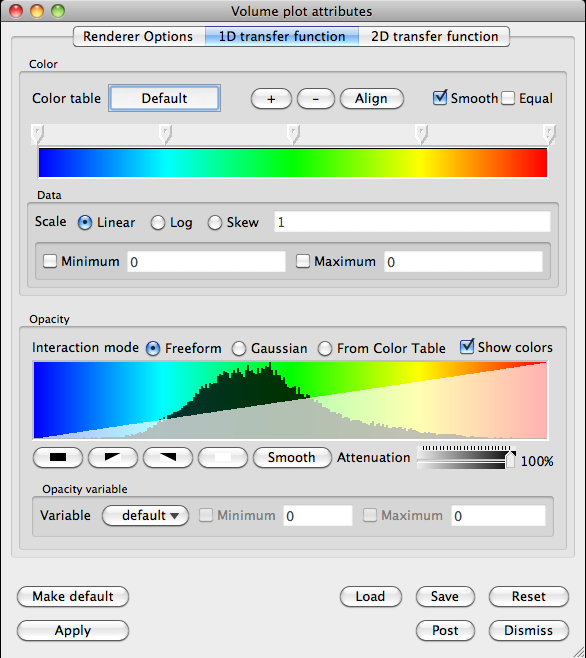 Volume plot attributes
Renderer Options 1D transfer function 2D transfer function
Color
Color table Default + - Align Smooth Equal
Data
Scale Linear Log Skew 1
Minimum 0 Maximum 0
Opacity
Interaction mode Freeform Gaussian From Color Table Show colors
Smooth Attenuation 100%
Opacity variable
Variable default Minimum 0 Maximum 0
Make default Load Save Reset
Apply Post Dismiss